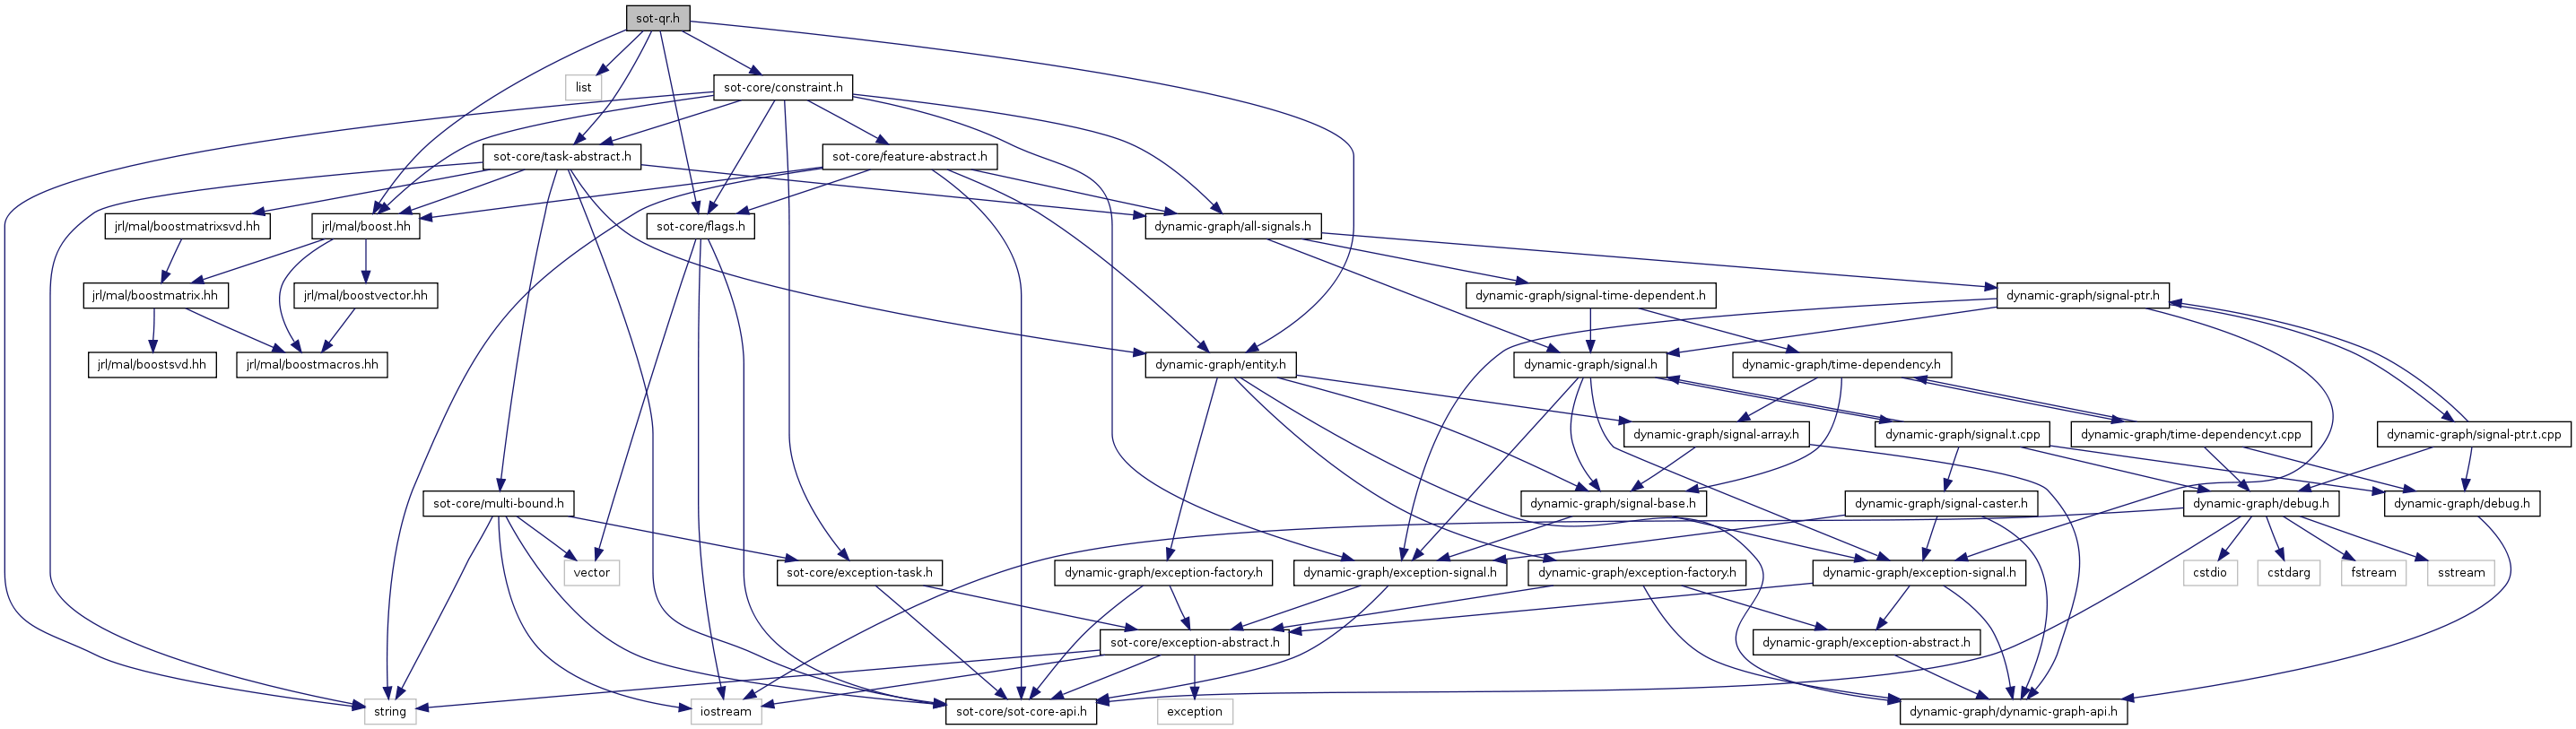 sot-qr.h
list
sot-core/constraint.h
sot-core/task-abstract.h
sot-core/feature-abstract.h
jrl/mal/boostmatrixsvd.hh
jrl/mal/boost.hh
sot-core/flags.h
dynamic-graph/all-signals.h
jrl/mal/boostmatrix.hh
jrl/mal/boostvector.hh
dynamic-graph/signal-time-dependent.h
dynamic-graph/signal-ptr.h
jrl/mal/boostsvd.hh
jrl/mal/boostmacros.hh
dynamic-graph/entity.h
dynamic-graph/signal.h
dynamic-graph/time-dependency.h
dynamic-graph/signal-array.h
dynamic-graph/signal.t.cpp
dynamic-graph/time-dependency.t.cpp
dynamic-graph/signal-ptr.t.cpp
sot-core/multi-bound.h
dynamic-graph/signal-base.h
dynamic-graph/signal-caster.h
dynamic-graph/debug.h
dynamic-graph/debug.h
vector
sot-core/exception-task.h
dynamic-graph/exception-factory.h
dynamic-graph/exception-signal.h
dynamic-graph/exception-factory.h
dynamic-graph/exception-signal.h
cstdio
cstdarg
fstream
sstream
sot-core/exception-abstract.h
dynamic-graph/exception-abstract.h
string
iostream
sot-core/sot-core-api.h
exception
dynamic-graph/dynamic-graph-api.h